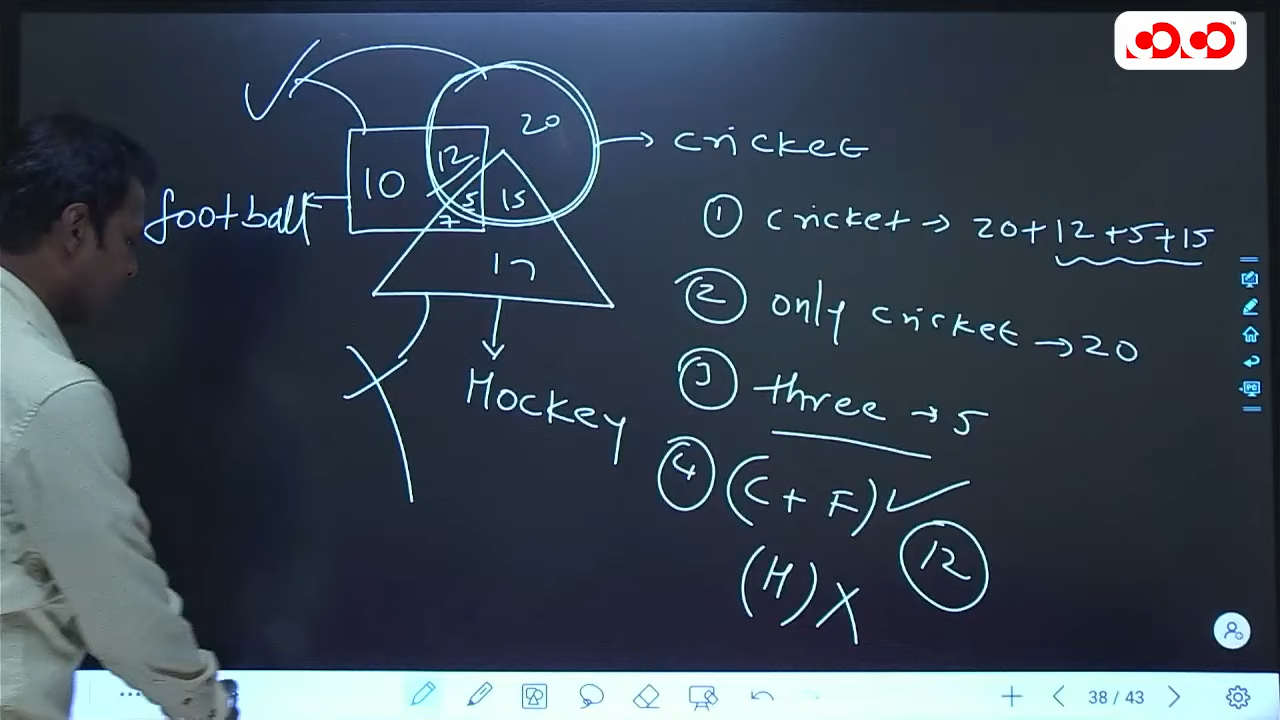 20
12
10
5
15
7
17
cricket
football
Hockey
① cricket → 20+12+5+15
② only cricket → 20
③ three → 5
④ (C + F) ✓
12
(H) X
38 / 43
PC